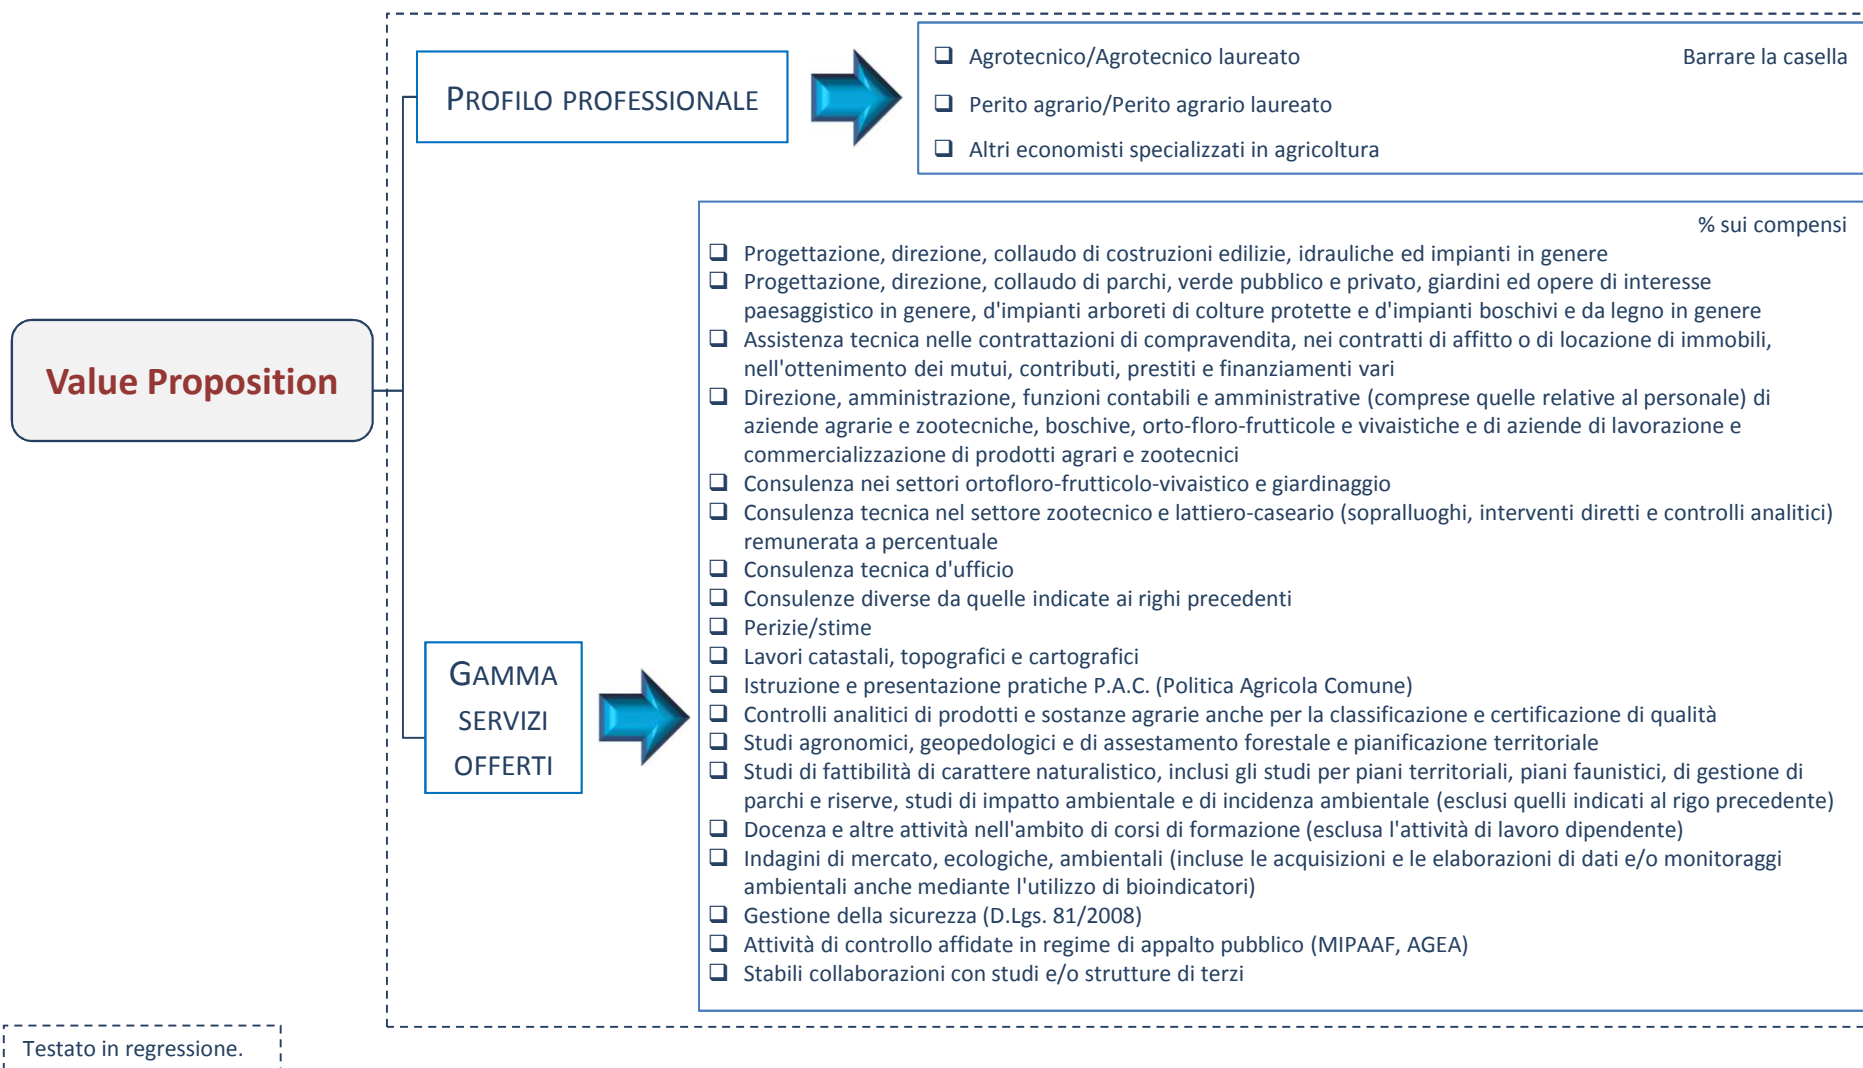 Value Proposition
PROFILO PROFESSIONALE
❑ Agrotecnico/Agrotecnico laureato
Barrare la casella
❑ Perito agrario/Perito agrario laureato
❑ Altri economisti specializzati in agricoltura
GAMMA
SERVIZI
OFFERTI
% sui compensi
❑ Progettazione, direzione, collaudo di costruzioni edilizie, idrauliche ed impianti in genere
❑ Progettazione, direzione, collaudo di parchi, verde pubblico e privato, giardini ed opere di interesse
paesaggistico in genere, d'impianti arboreti di colture protette e d'impianti boschivi e da legno in genere
❑ Assistenza tecnica nelle contrattazioni di compravendita, nei contratti di affitto o di locazione di immobili,
nell'ottenimento dei mutui, contributi, prestiti e finanziamenti vari
❑ Direzione, amministrazione, funzioni contabili e amministrative (comprese quelle relative al personale) di
aziende agrarie e zootecniche, boschive, orto-floro-frutticole e vivaistiche e di aziende di lavorazione e
commercializzazione di prodotti agrari e zootecnici
❑ Consulenza nei settori ortofloro-frutticolo-vivaistico e giardinaggio
❑ Consulenza tecnica nel settore zootecnico e lattiero-caseario (sopralluoghi, interventi diretti e controlli analitici)
remunerata a percentuale
❑ Consulenza tecnica d'ufficio
❑ Consulenze diverse da quelle indicate ai righi precedenti
❑ Perizie/stime
❑ Lavori catastali, topografici e cartografici
❑ Istruzione e presentazione pratiche P.A.C. (Politica Agricola Comune)
❑ Controlli analitici di prodotti e sostanze agrarie anche per la classificazione e certificazione di qualità
❑ Studi agronomici, geopedologici e di assestamento forestale e pianificazione territoriale
❑ Studi di fattibilità di carattere naturalistico, inclusi gli studi per piani territoriali, piani faunistici, di gestione di
parchi e riserve, studi di impatto ambientale e di incidenza ambientale (esclusi quelli indicati al rigo precedente)
❑ Docenza e altre attività nell'ambito di corsi di formazione (esclusa l'attività di lavoro dipendente)
❑ Indagini di mercato, ecologiche, ambientali (incluse le acquisizioni e le elaborazioni di dati e/o monitoraggi
ambientali anche mediante l'utilizzo di bioindicatori)
❑ Gestione della sicurezza (D.Lgs. 81/2008)
❑ Attività di controllo affidate in regime di appalto pubblico (MIPAAF, AGEA)
❑ Stabili collaborazioni con studi e/o strutture di terzi
Testato in regressione.